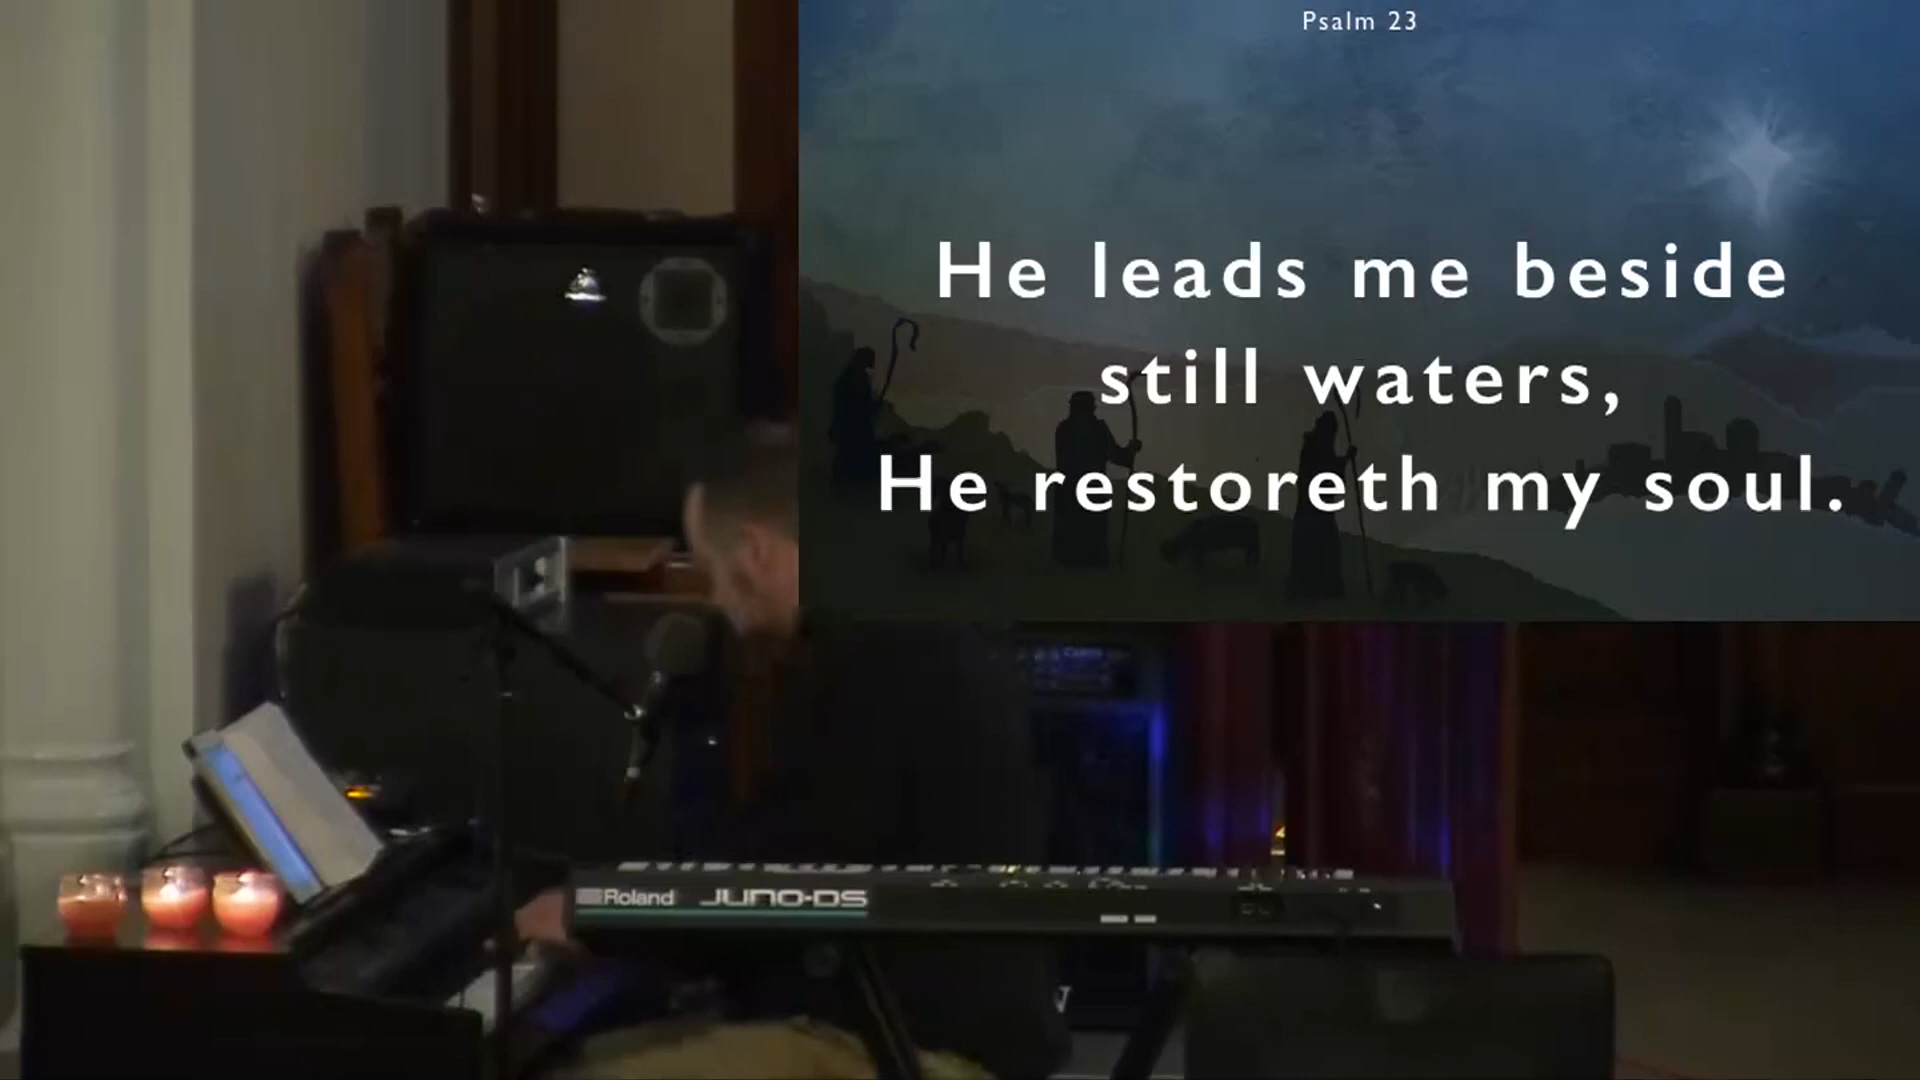 Psalm 23
He leads me beside
still waters,
He restoreth my soul.
Roland JUNO-DS